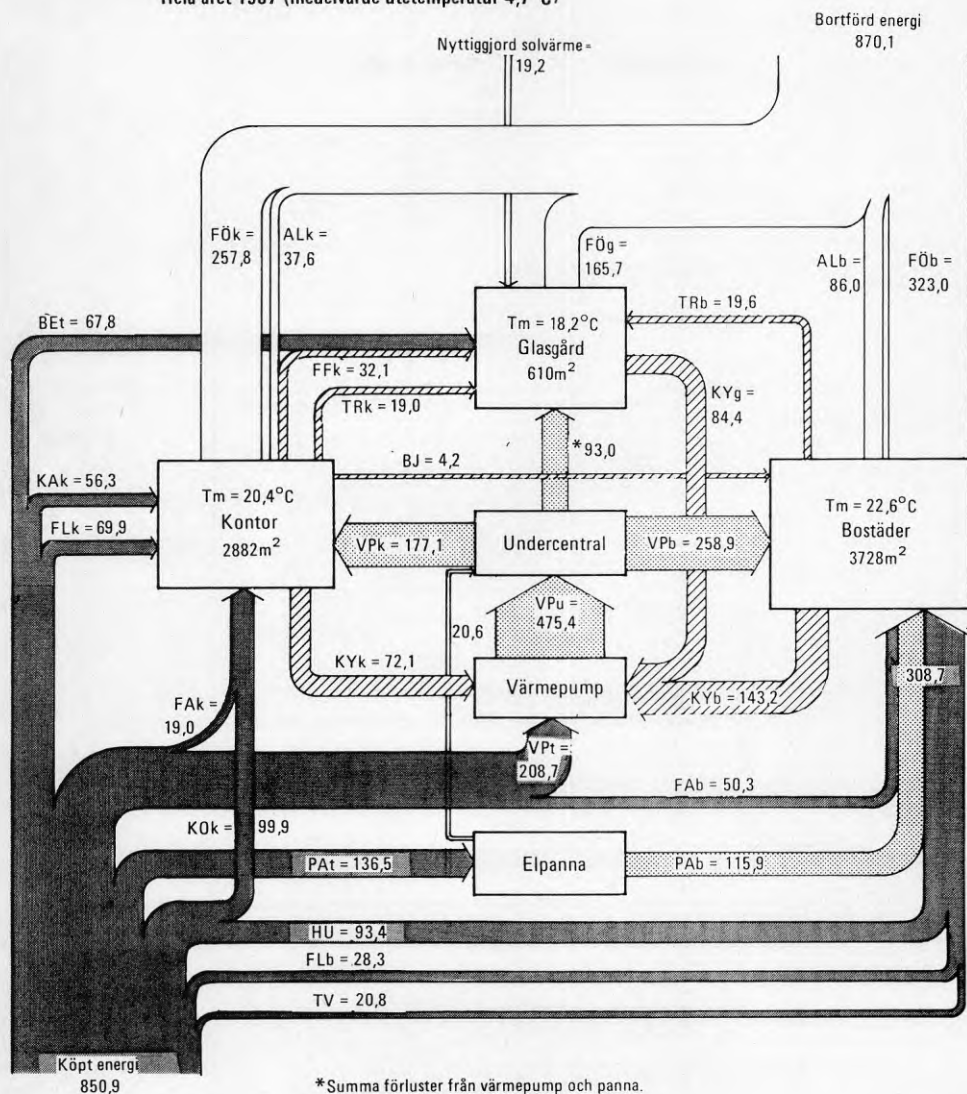 Bortförd energi
870,1
Nyttiggjord solvärme =
19,2
FÖk =
257,8
ALk =
37,6
FÖg =
165,7
ALb =
86,0
FÖb =
323,0
BEt = 67,8
TRb = 19,6
Tm = 18,2°C
Glasgård
610m²
FFk = 32,1
TRk = 19,0
KYg =
84,4
*93,0
BJ = 4,2
KAk = 56,3
FLk = 69,9
Tm = 20,4°C
Kontor
2882m²
VPk = 177,1
Undercentral
VPb = 258,9
Tm = 22,6°C
Bostäder
3728m²
20,6
VPu =
475,4
KYk = 72,1
Värmepump
KYb = 143,2
308,7
FAk =
19,0
VPt =
208,7
FAb = 50,3
KOk = 99,9
PAt = 136,5
Elpanna
PAb = 115,9
HU = 93,4
FLb = 28,3
TV = 20,8
Köpt energi
850,9
*Summa förluster från värmepump och panna.